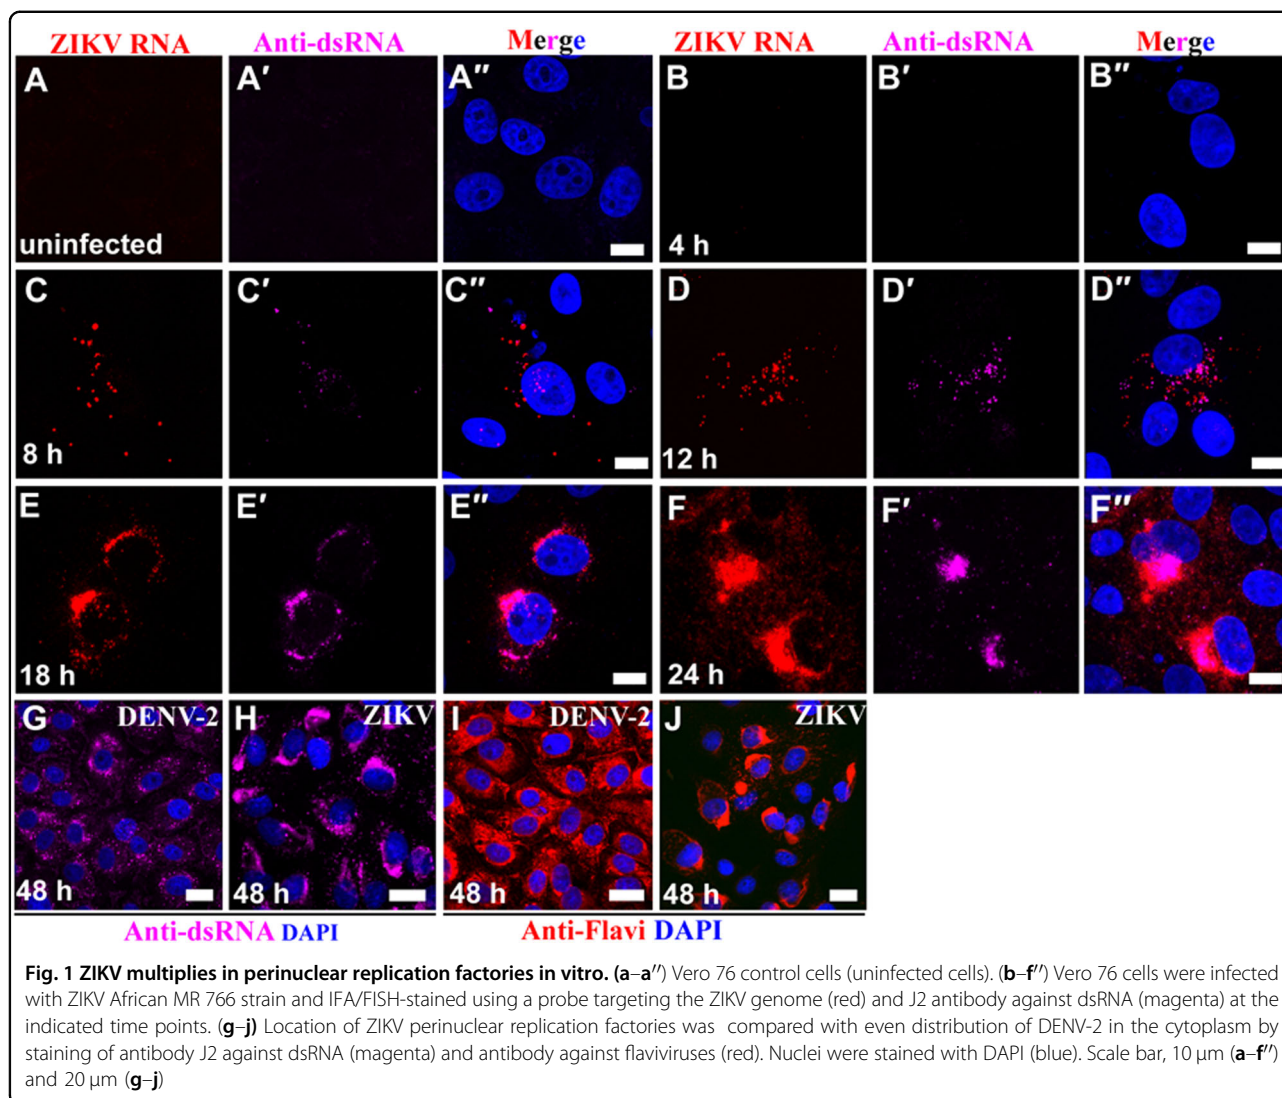 ZIKV RNA Anti-dsRNA Merge ZIKV RNA Anti-dsRNA Merge
A A′ A″ B B′ B″
uninfected 4 h
C C′ C″ D D′ D″
8 h 12 h
E E′ E″ F F′ F″
18 h 24 h
G DENV-2 H ZIKV I DENV-2 J ZIKV
48 h 48 h 48 h 48 h
Anti-dsRNA DAPI Anti-Flavi DAPI
Fig. 1 ZIKV multiplies in perinuclear replication factories in vitro. (a–a″) Vero 76 control cells (uninfected cells). (b–f″) Vero 76 cells were infected
with ZIKV African MR 766 strain and IFA/FISH-stained using a probe targeting the ZIKV genome (red) and J2 antibody against dsRNA (magenta) at the
indicated time points. (g–j) Location of ZIKV perinuclear replication factories was compared with even distribution of DENV-2 in the cytoplasm by
staining of antibody J2 against dsRNA (magenta) and antibody against flaviviruses (red). Nuclei were stained with DAPI (blue). Scale bar, 10 μm (a–f″)
and 20 μm (g–j)